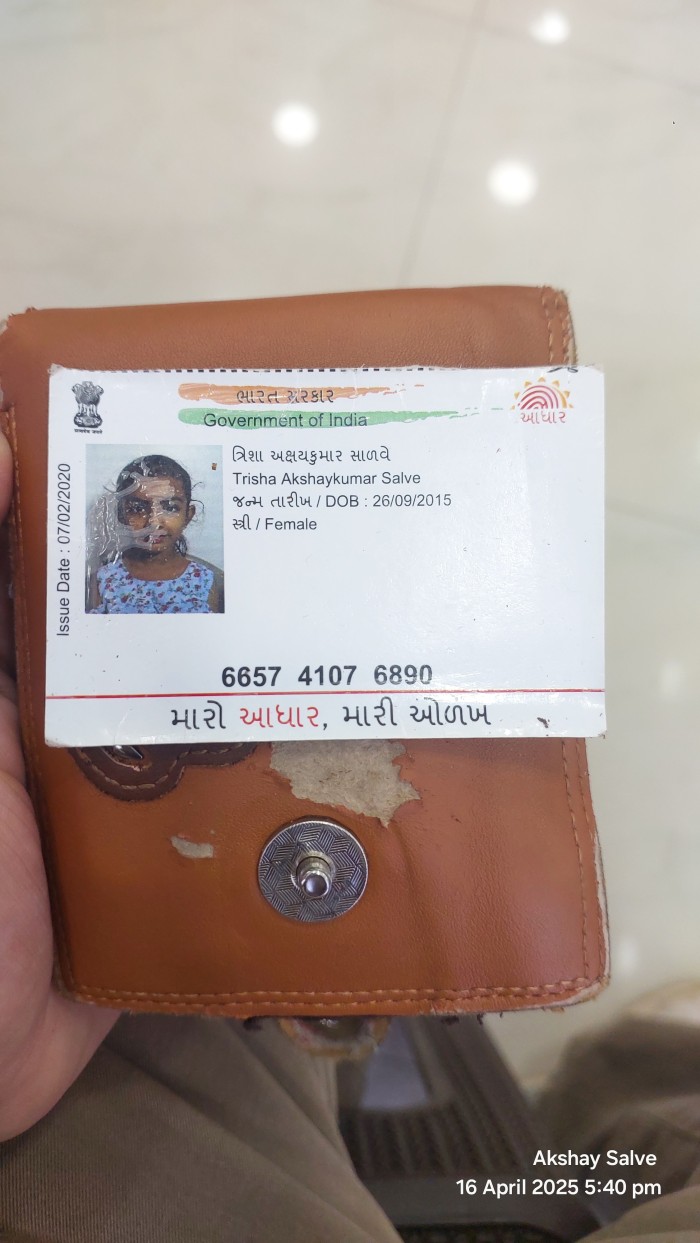 ભારત સરકાર
Government of India
આધાર
Issue Date : 07/02/2020
ત્રિશા અક્ષયકુમાર સાળવે
Trisha Akshaykumar Salve
જન્મ તારીખ / DOB : 26/09/2015
સ્ત્રી / Female
6657 4107 6890
મારો આધાર, મારી ઓળખ
Akshay Salve
16 April 2025 5:40 pm